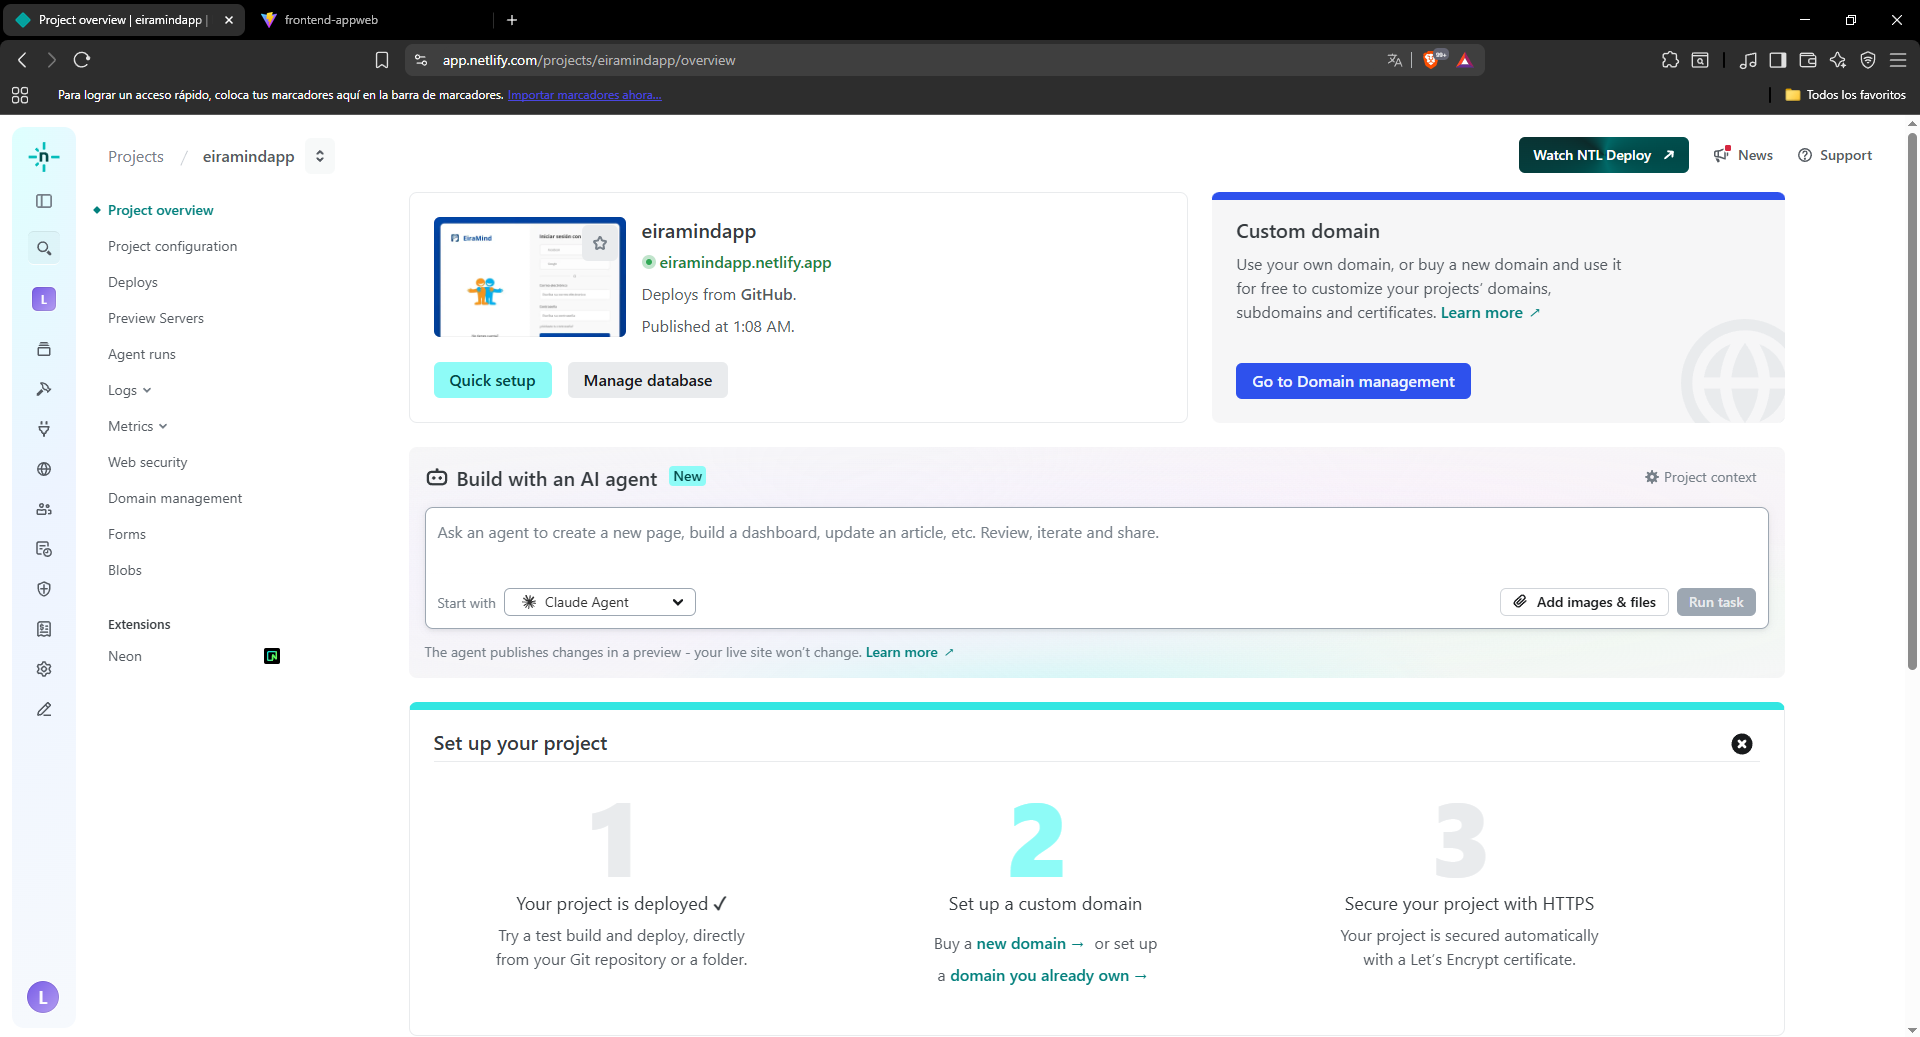 Project overview | eiramindapp |
frontend-appweb
app.netlify.com/projects/eiramindapp/overview
99+
Para lograr un acceso rápido, coloca tus marcadores aquí en la barra de marcadores. Importar marcadores ahora...
Todos los favoritos
Projects / eiramindapp
Watch NTL Deploy
News
Support
Project overview
Project configuration
Deploys
Preview Servers
Agent runs
Logs
Metrics
Web security
Domain management
Forms
Blobs
Extensions
Neon
L
L
EiraMind
Iniciar sesión con
eiramindapp
eiramindapp.netlify.app
Deploys from GitHub.
Published at 1:08 AM.
Quick setup
Manage database
Custom domain
Use your own domain, or buy a new domain and use it
for free to customize your projects’ domains,
subdomains and certificates. Learn more
Go to Domain management
Build with an AI agent New
Project context
Ask an agent to create a new page, build a dashboard, update an article, etc. Review, iterate and share.
Start with Claude Agent
Add images & files
Run task
The agent publishes changes in a preview - your live site won’t change. Learn more
Set up your project
1
Your project is deployed ✓
Try a test build and deploy, directly
from your Git repository or a folder.
2
Set up a custom domain
Buy a new domain → or set up
a domain you already own →
3
Secure your project with HTTPS
Your project is secured automatically
with a Let’s Encrypt certificate.